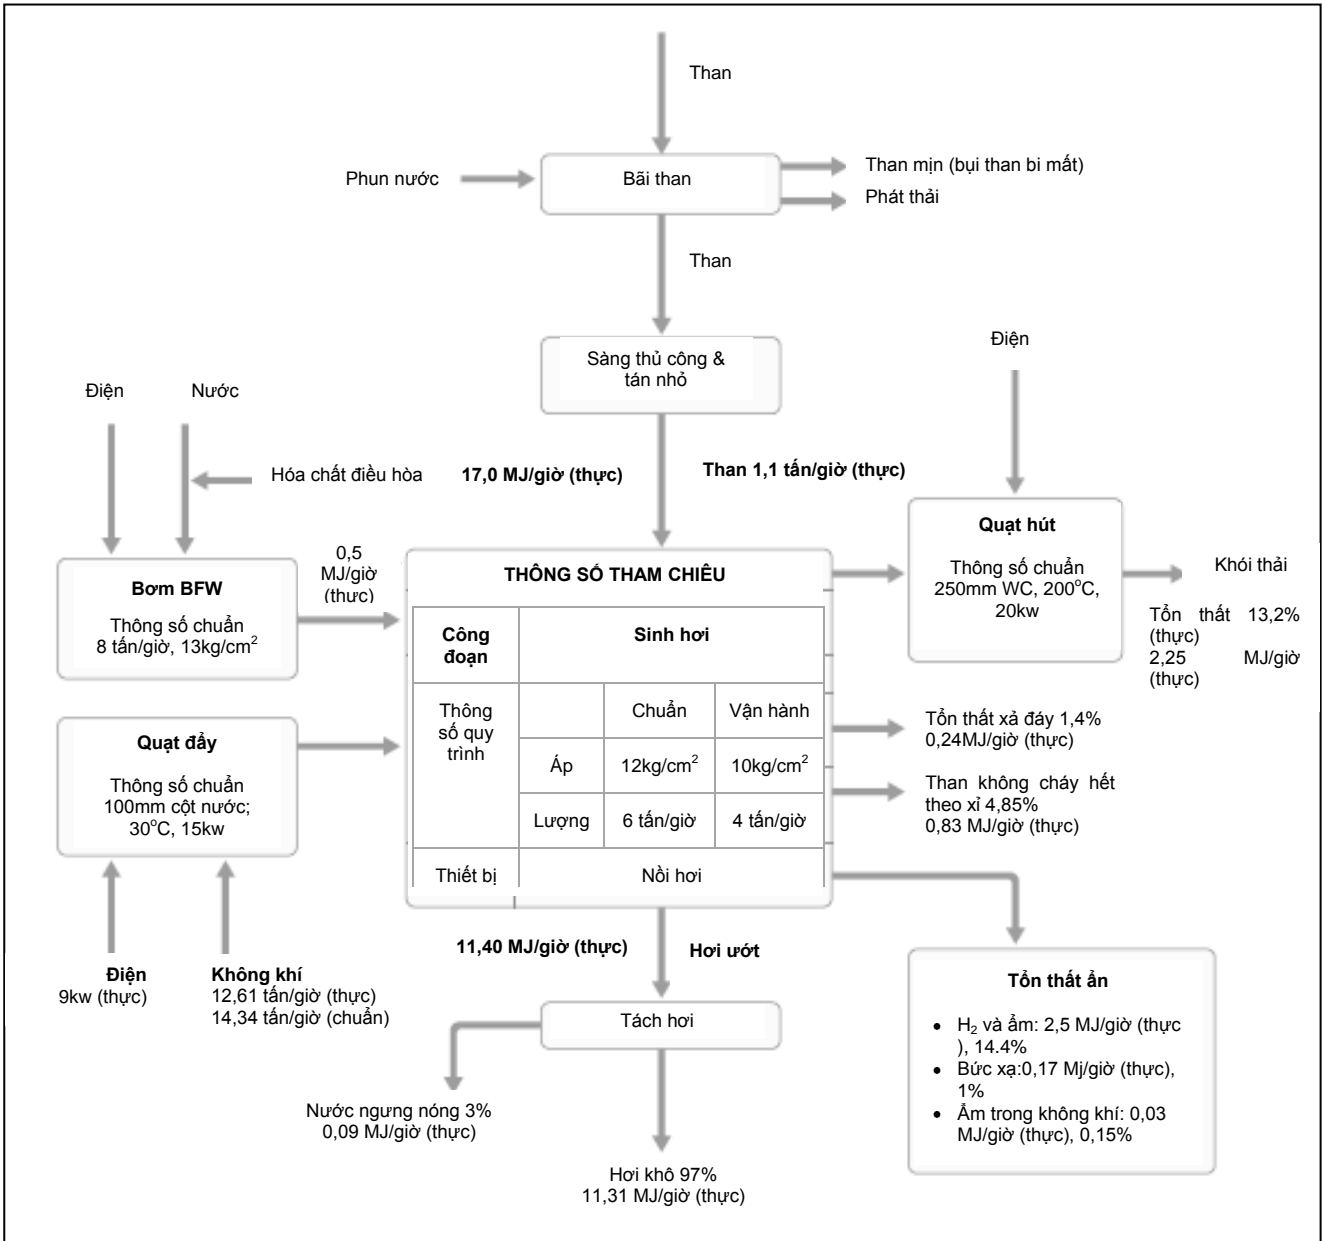 Than
Phun nước
Bãi than
Than mịn (bụi than bi mất)
Phát thải
Than
Sàng thủ công &
tán nhỏ
Điện
Điện
Nước
Hóa chất điều hòa
17,0 MJ/giờ (thực)
Than 1,1 tấn/giờ (thực)
Bơm BFW
Thông số chuẩn
8 tấn/giờ, 13kg/cm²
0,5
MJ/giờ
(thưc)
Quạt hút
Thông số chuẩn
250mm WC, 200°C,
20kw
Khói thải
Tổn thất 13,2%
(thực)
2,25 MJ/giờ
(thực)
THÔNG SỐ THAM CHIẾU
Công
đoạn
Sinh hơi
Thông
số quy
trình
Chuẩn
Vận hành
Áp
12kg/cm²
10kg/cm²
Lượng
6 tấn/giờ
4 tấn/giờ
Thiết bị
Nồi hơi
Quạt đẩy
Thông số chuẩn
100mm cột nước;
30°C, 15kw
Tổn thất xả đáy 1,4%
0,24MJ/giờ (thực)
Than không cháy hết
theo xỉ 4,85%
0,83 MJ/giờ (thực)
Điện
9kw (thực)
Không khí
12,61 tấn/giờ (thực)
14,34 tấn/giờ (chuẩn)
11,40 MJ/giờ (thực)
Hơi ướt
Tách hơi
Nước ngưng nóng 3%
0,09 MJ/giờ (thực)
Hơi khô 97%
11,31 MJ/giờ (thực)
Tổn thất ẩn
• H₂ và ẩm: 2,5 MJ/giờ (thực
), 14.4%
• Bức xạ:0,17 Mj/giờ (thực),
1%
• Ẩm trong không khí: 0,03
MJ/giờ (thực), 0,15%